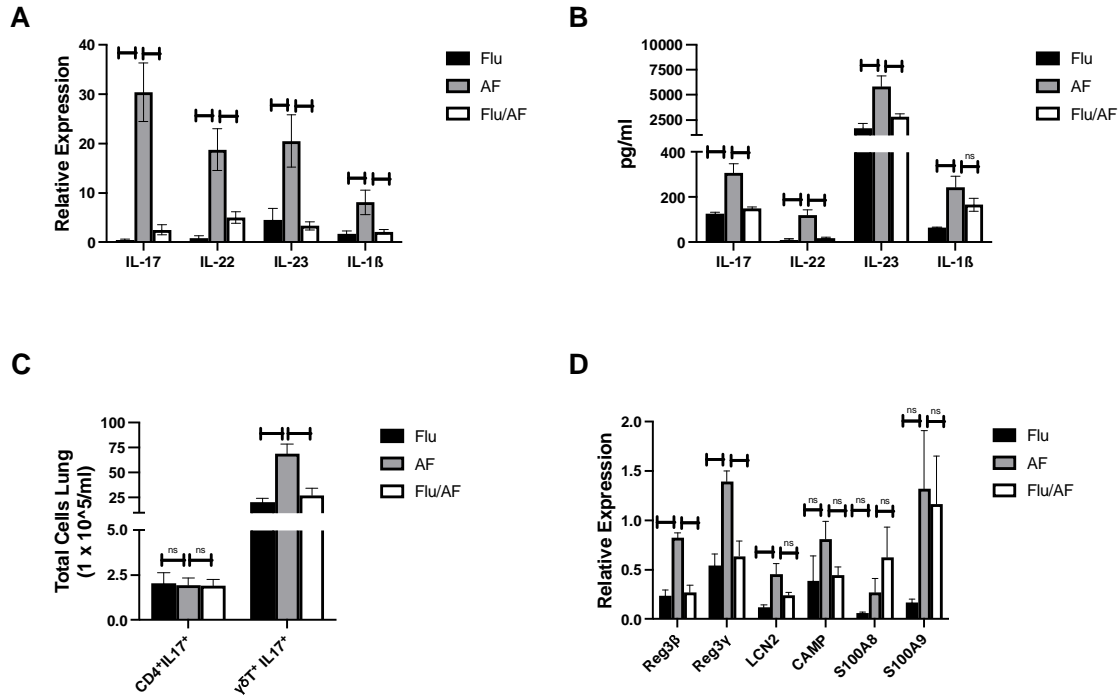 A
Relative Expression
40
30
20
10
0
IL-17 IL-22 IL-23 IL-1ß
Flu
AF
Flu/AF
B
pg/ml
10000
7500
5000
2500
400
200
0
ns
IL-17 IL-22 IL-23 IL-1ß
Flu
AF
Flu/AF
C
Total Cells Lung
(1 x 10^5/ml)
100
75
50
25
5.0
2.5
0.0
ns ns
CD4⁺IL17⁺
γδT⁺ IL17⁺
Flu
AF
Flu/AF
D
Relative Expression
2.0
1.5
1.0
0.5
0.0
ns ns
ns ns ns ns
ns
Reg3β
Reg3γ
LCN2
CAMP
S100A8
S100A9
Flu
AF
Flu/AF